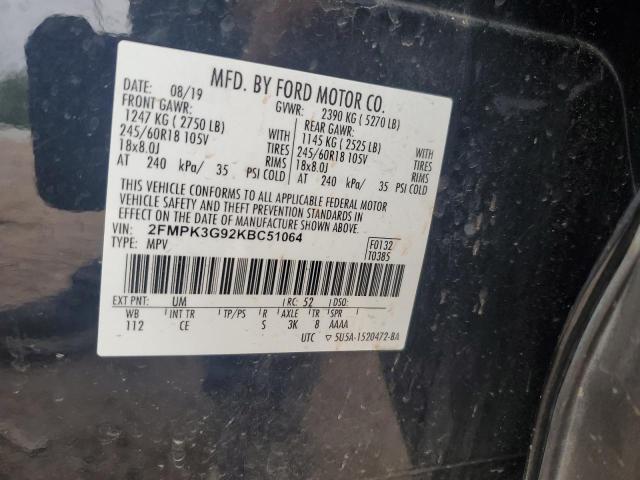 MFD. BY FORD MOTOR CO.
DATE: 08/19 GVWR: 2390 KG ( 5270 LB)
FRONT GAWR: REAR GAWR:
1247 KG ( 2750 LB) WITH 1145 KG ( 2525 LB) WITH
245/60R18 105V TIRES 245/60R18 105V TIRES
18x8.0J RIMS 18x8.0J RIMS
AT 240 kPa/ 35 PSI COLD AT 240 kPa/ 35 PSI COLD
THIS VEHICLE CONFORMS TO ALL APPLICABLE FEDERAL MOTOR
VEHICLE SAFETY AND THEFT PREVENTION STANDARDS IN
EFFECT ON THE DATE OF MANUFACTURE SHOWN ABOVE.
VIN: 2FMPK3G92KBC51064 F0132
TYPE: MPV T0385
EXT PNT: UM RC: 52 DSO:
WB INT TR TP/PS R AXLE TR SPR
112 CE S 3K 8 AAAA
UTC ▽ 5U5A-1520472-BA